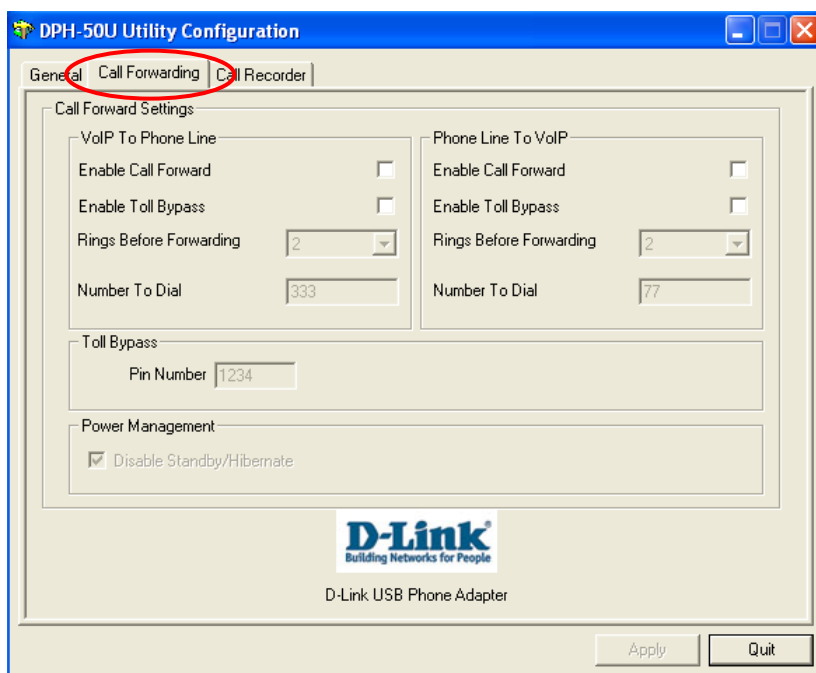 DPH-50U Utility Configuration
General Call Forwarding Call Recorder
Call Forward Settings
VoIP To Phone Line
Enable Call Forward
Enable Toll Bypass
Rings Before Forwarding 2
Number To Dial 333
Phone Line To VoIP
Enable Call Forward
Enable Toll Bypass
Rings Before Forwarding 2
Number To Dial 77
Toll Bypass
Pin Number 1234
Power Management
Disable Standby/Hibernate
D-Link
Building Networks for People
D-Link USB Phone Adapter
Apply Quit